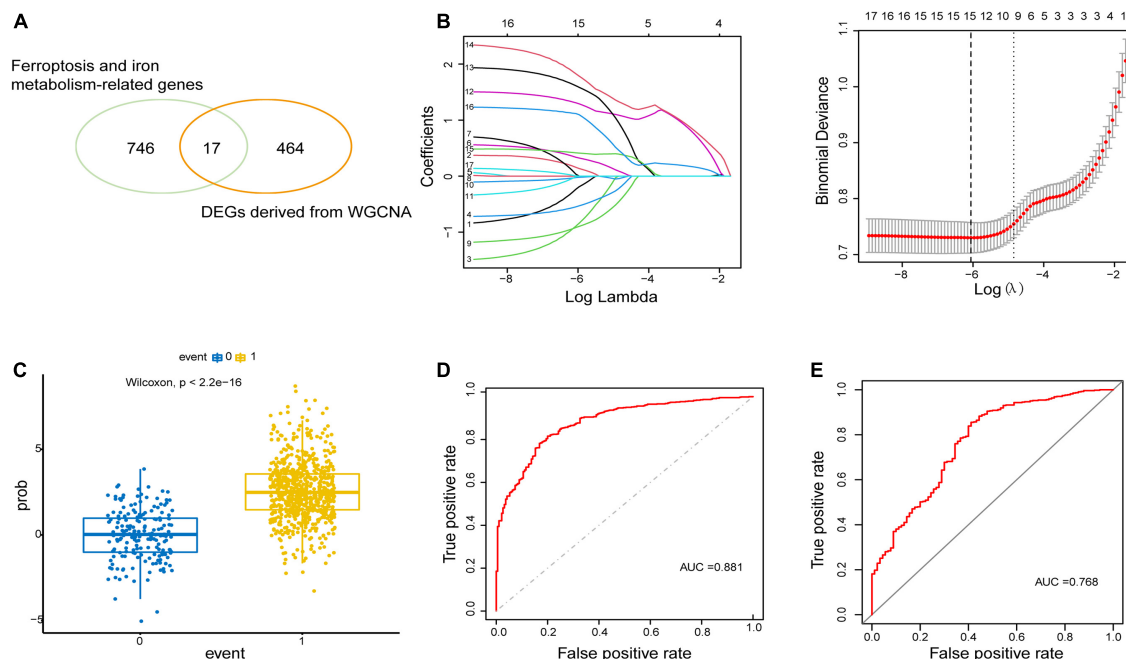 A
Ferroptosis and iron
metabolism-related genes
746 17 464
DEGs derived from WGCNA
B
16 15 5 4
2
1
0
−1
Coefficients
14
13
12
16
7
6
15
2
17
5
8
10
11
4
1
9
3
−8 −6 −4 −2
Log Lambda
17 16 16 15 15 15 15 12 10 9 6 5 3 3 3 4 1
1.1
1.0
0.9
0.8
0.7
Binomial Deviance
−8 −6 −4 −2
Log (λ)
C
event 0 1
Wilcoxon, p < 2.2e−16
5
0
−5
prob
0 1
event
D
1.0
0.8
0.6
0.4
0.2
0.0
True positive rate
AUC =0.881
0.0 0.2 0.4 0.6 0.8 1.0
False positive rate
E
1.0
0.8
0.6
0.4
0.2
0.0
True positive rate
AUC =0.768
0.0 0.2 0.4 0.6 0.8 1.0
False positive rate